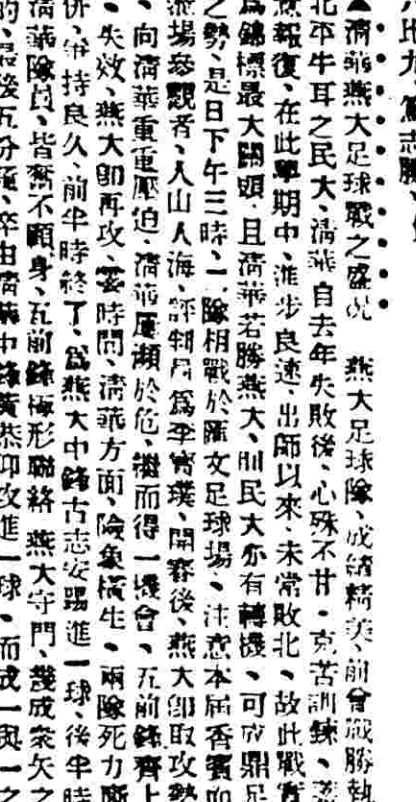 ▲清華燕大足球戰之盛况　燕大足球隊、成績精美、前曾戰勝執
北平牛耳之民大、清華自去年失敗後、心殊不甘・克苦訓鍊、
報復、在此學期中、進步良速、出師以來、未常敗北、故此戰實
爲錦標最大關頭、且清華若勝燕大、則民大亦有轉機、可成鼎足
之勢、是日下午三時、二隊相戰於匯文足球場、注意本屆香賓
場參觀者、人山人海、評判員爲李寶璞、開賽後、燕大卽取攻勢
、向清華重重壓迫、清華屢瀕於危、繼而得一機會、五前鋒齊上
、失效、燕大卽再攻、霎時間、清華方面、險象橫生、兩隊死力
併、爭持良久、前半時終了、爲燕大中鋒古志安踢進一球、後半時
清華隊員、皆奮不顧身、五前鋒極形聯絡 燕大守門、幾成衆矢之
的、最後五分鐘、卒由清華中鋒黃恭仰攻進一球、而成一與一之